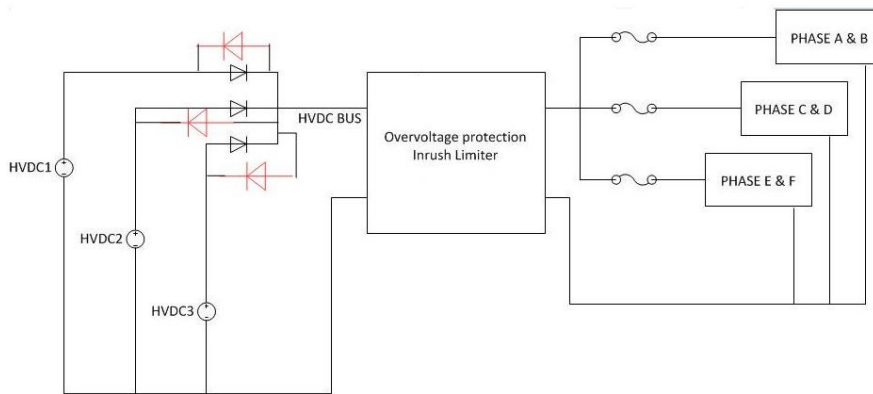 PHASE A & B
HVDC BUS
PHASE C & D
Overvoltage protection
Inrush Limiter
HVDC1
PHASE E & F
HVDC2
HVDC3